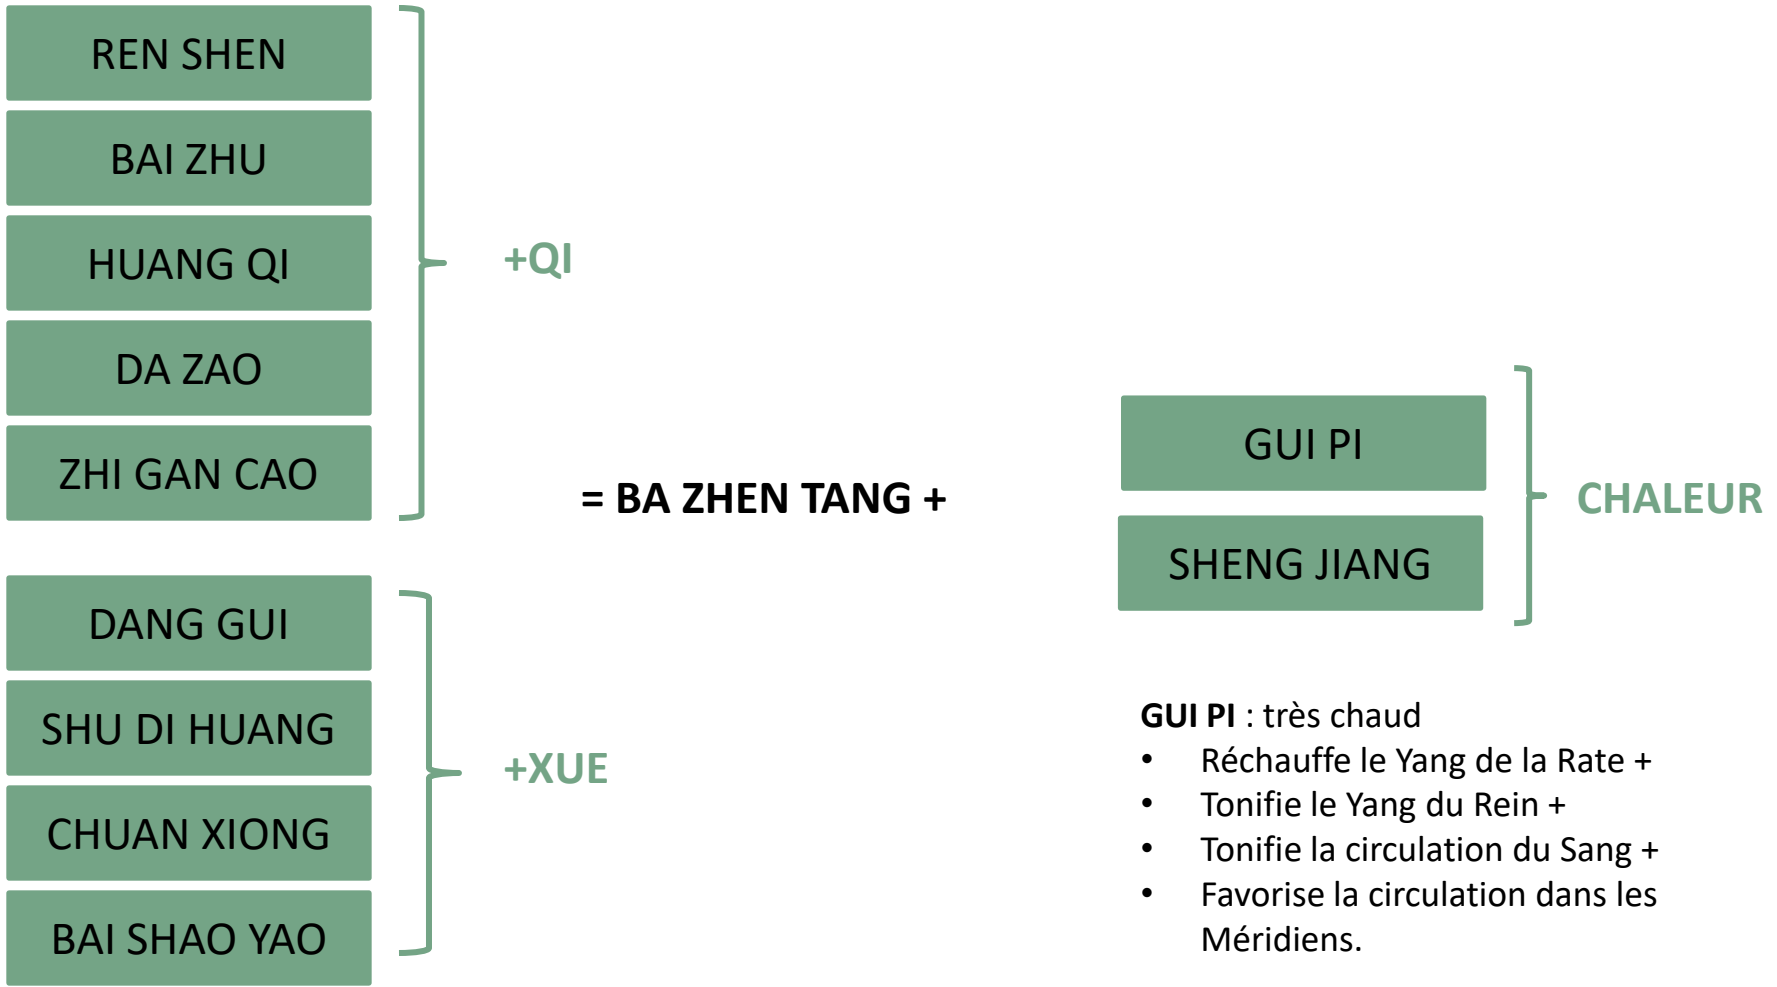 REN SHEN
BAI ZHU
HUANG QI
DA ZAO
ZHI GAN CAO
+QI
DANG GUI
SHU DI HUANG
CHUAN XIONG
BAI SHAO YAO
+XUE
= BA ZHEN TANG +
GUI PI
SHENG JIANG
CHALEUR
GUI PI : très chaud
• Réchauffe le Yang de la Rate +
• Tonifie le Yang du Rein +
• Tonifie la circulation du Sang +
• Favorise la circulation dans les
Méridiens.